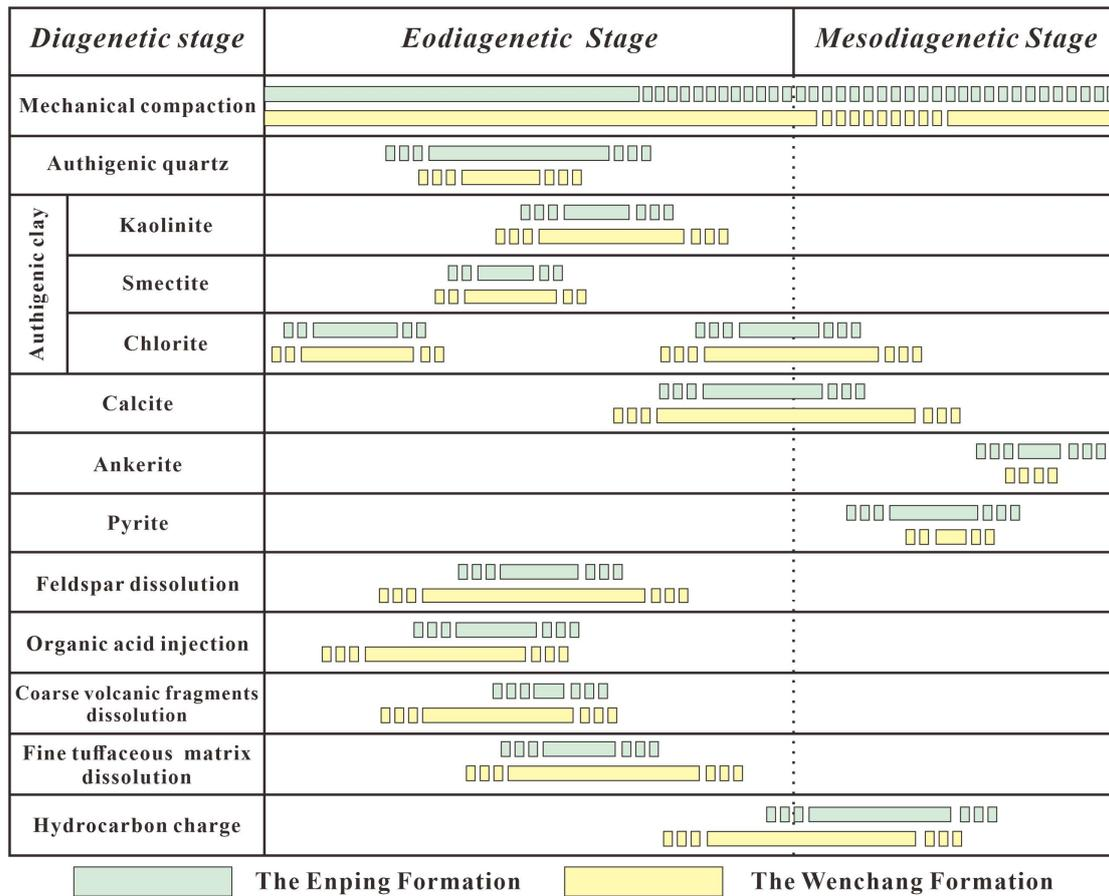 Diagenetic stage
Eodiagenetic Stage
Mesodiagenetic Stage
Mechanical compaction
Authigenic quartz
Authigenic clay
Kaolinite
Smectite
Chlorite
Calcite
Ankerite
Pyrite
Feldspar dissolution
Organic acid injection
Coarse volcanic fragments
dissolution
Fine tuffaceous matrix
dissolution
Hydrocarbon charge
The Enping Formation
The Wenchang Formation